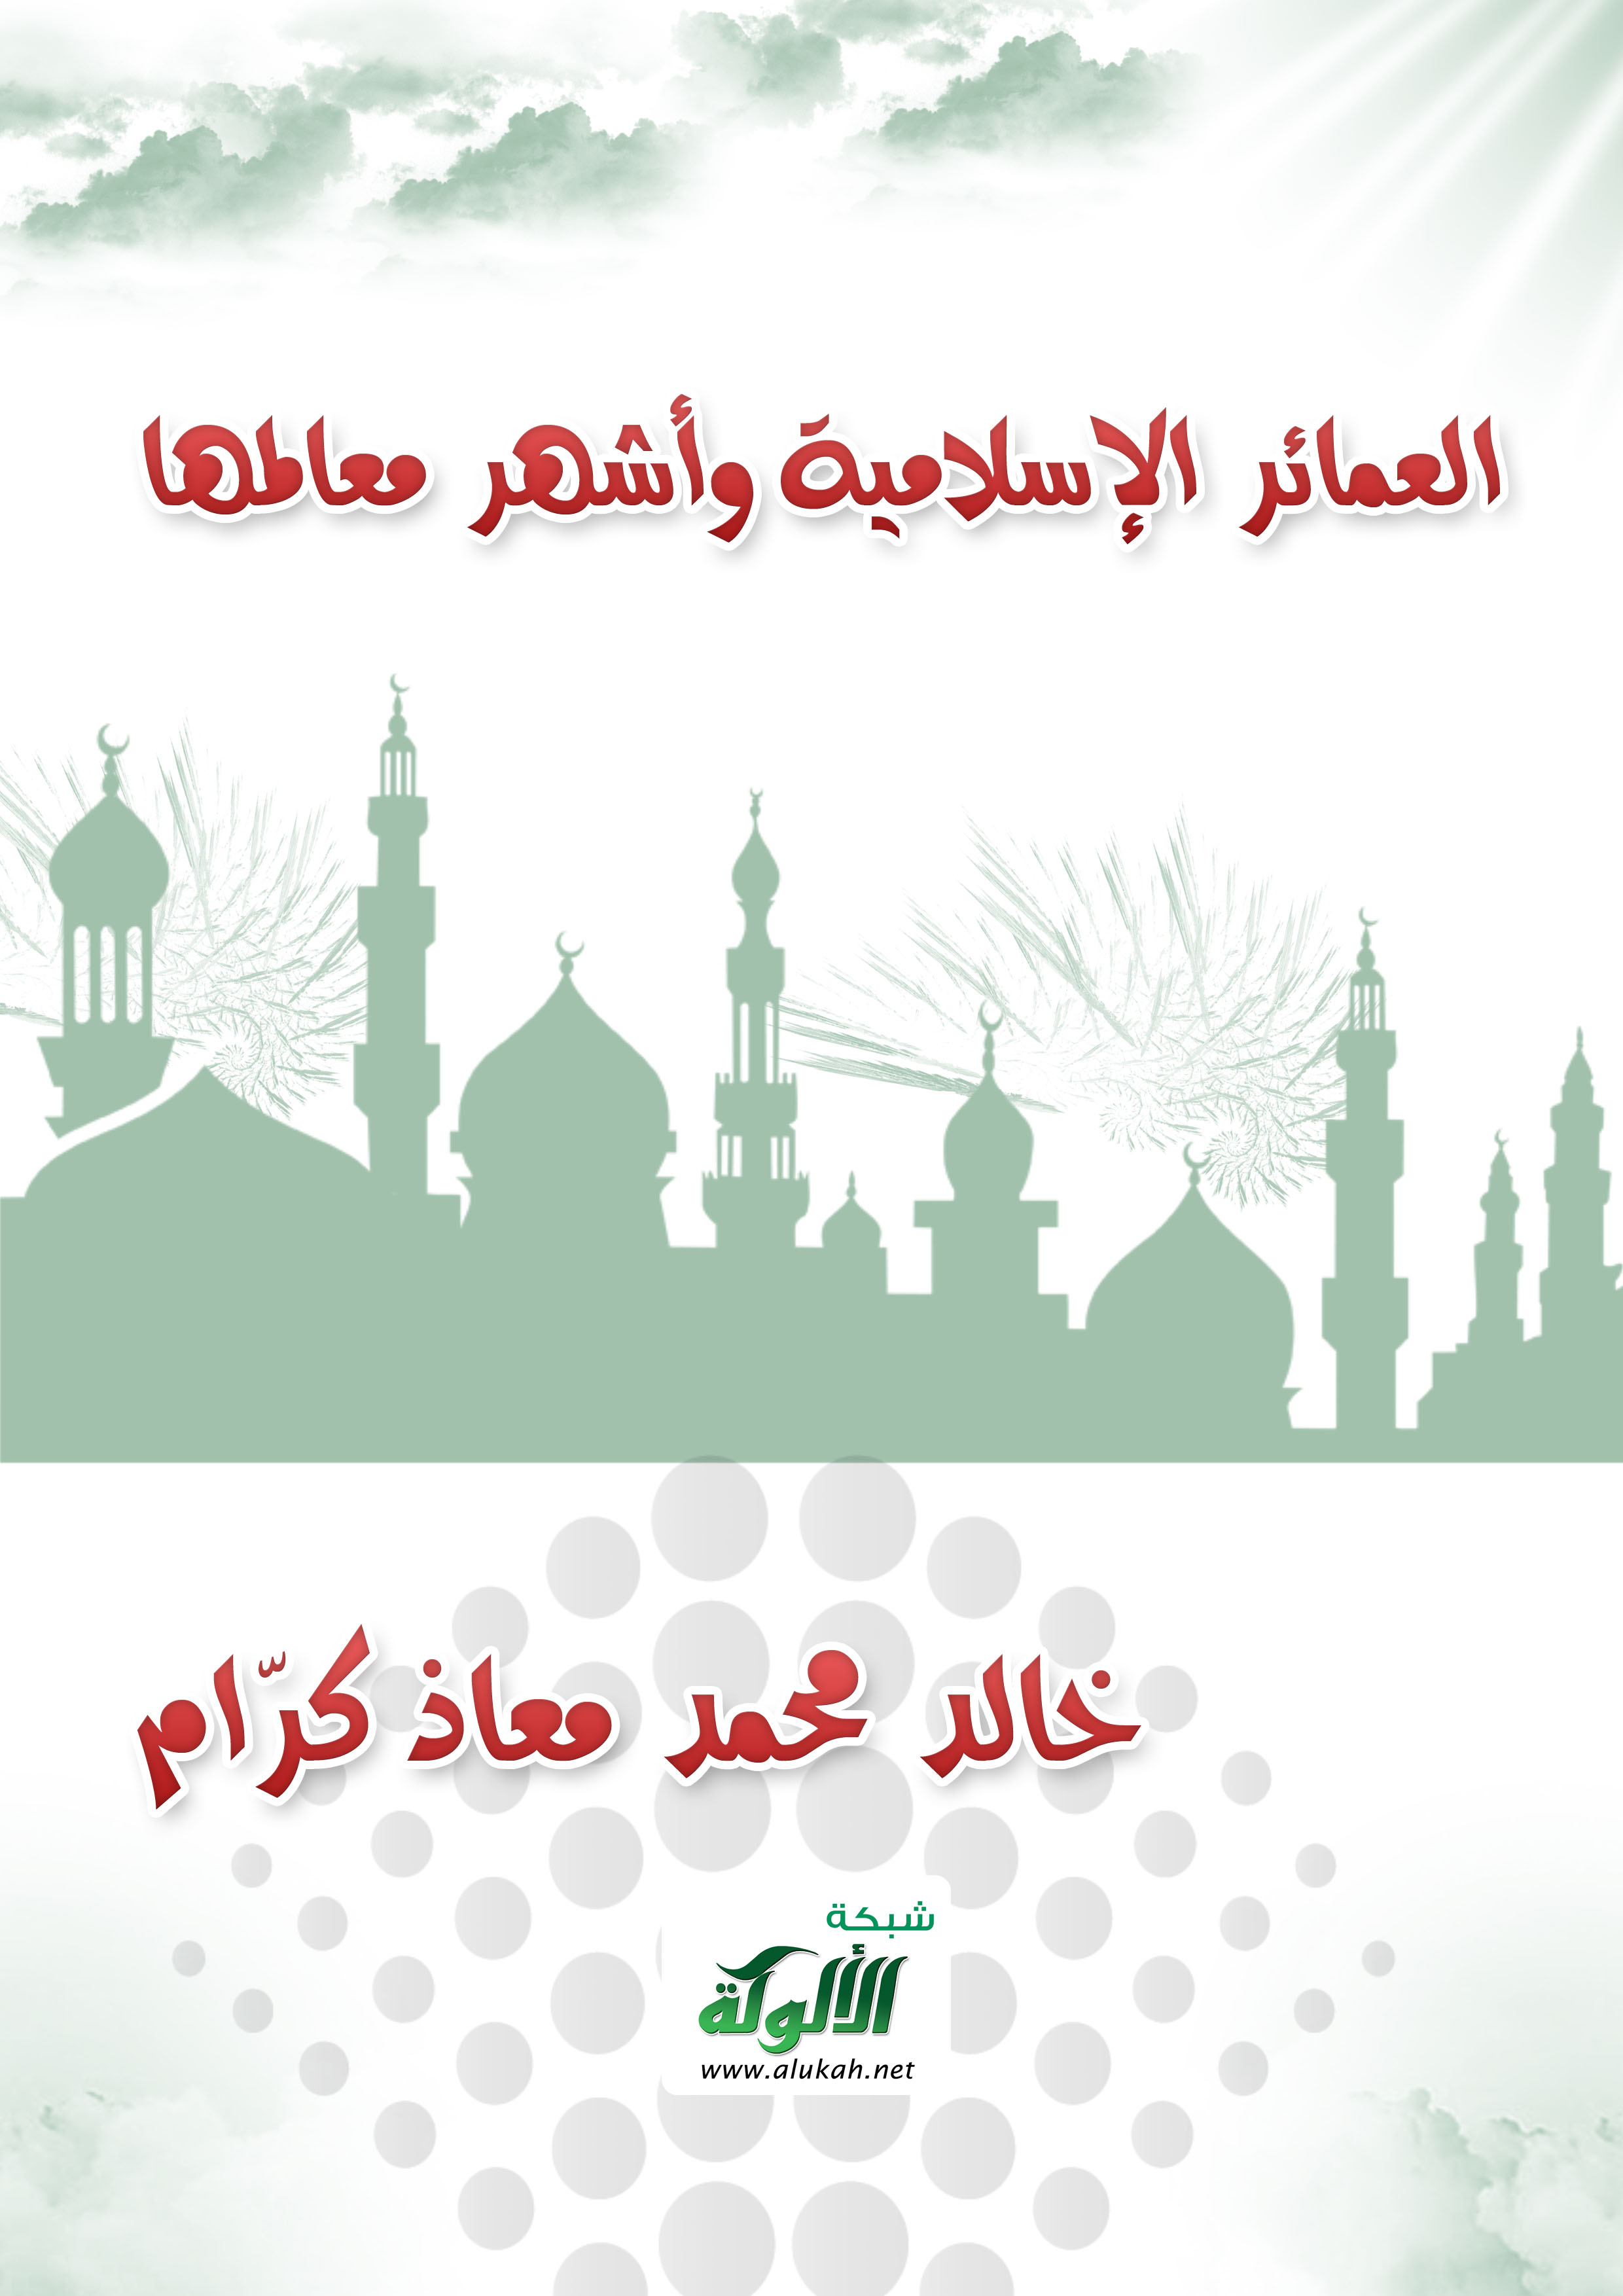 العمائر الإسلامية وأشهر معالمها
خالد محمد معاذ كرّام
شبكة
الألوكة
www.alukah.net